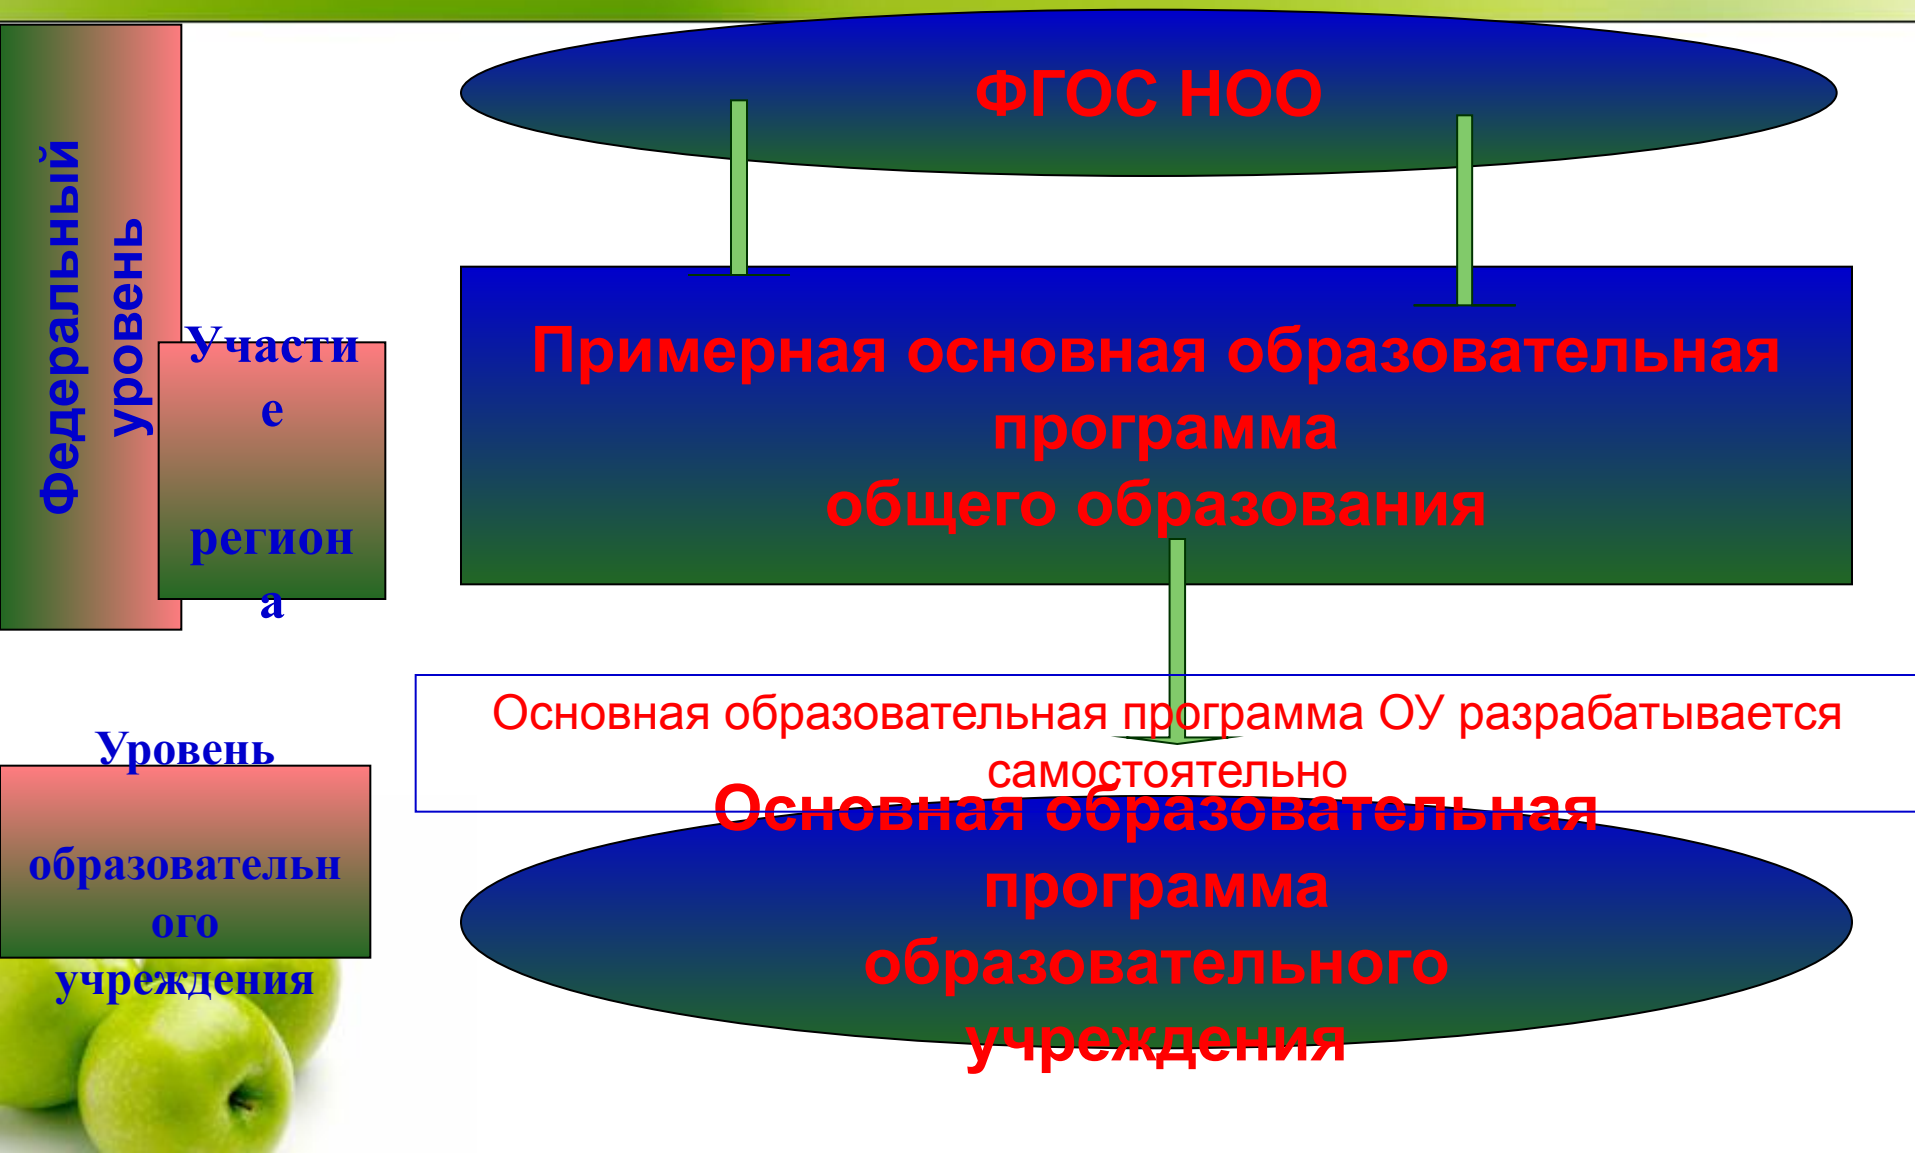 ФГОС НОО
Федеральный
уровень
Участи
е
регион
а
Примерная основная образовательная
программа
общего образования
Основная образовательная программа ОУ разрабатывается
самостоятельно
Уровень
образовательн
ого
учреждения
Основная образовательная
программа
образовательного
учреждения